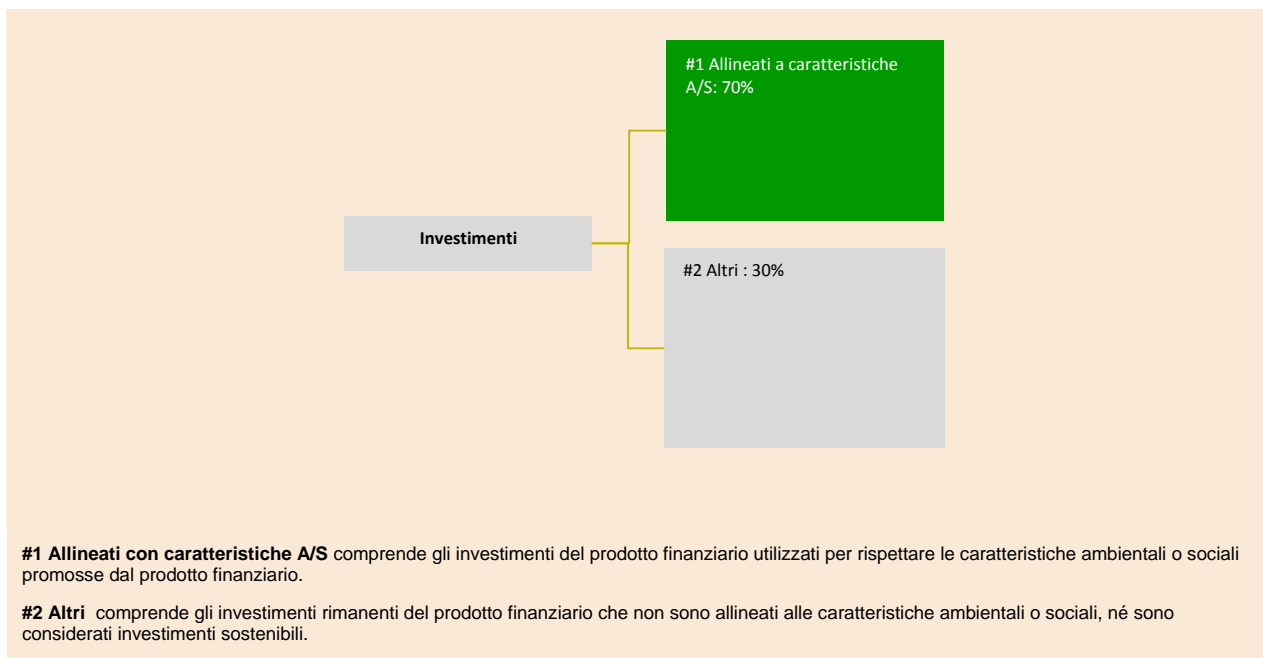 #1 Allineati a caratteristiche
A/S: 70%
Investimenti
#2 Altri : 30%
#1 Allineati con caratteristiche A/S comprende gli investimenti del prodotto finanziario utilizzati per rispettare le caratteristiche ambientali o sociali
promosse dal prodotto finanziario.
#2 Altri comprende gli investimenti rimanenti del prodotto finanziario che non sono allineati alle caratteristiche ambientali o sociali, né sono
considerati investimenti sostenibili.